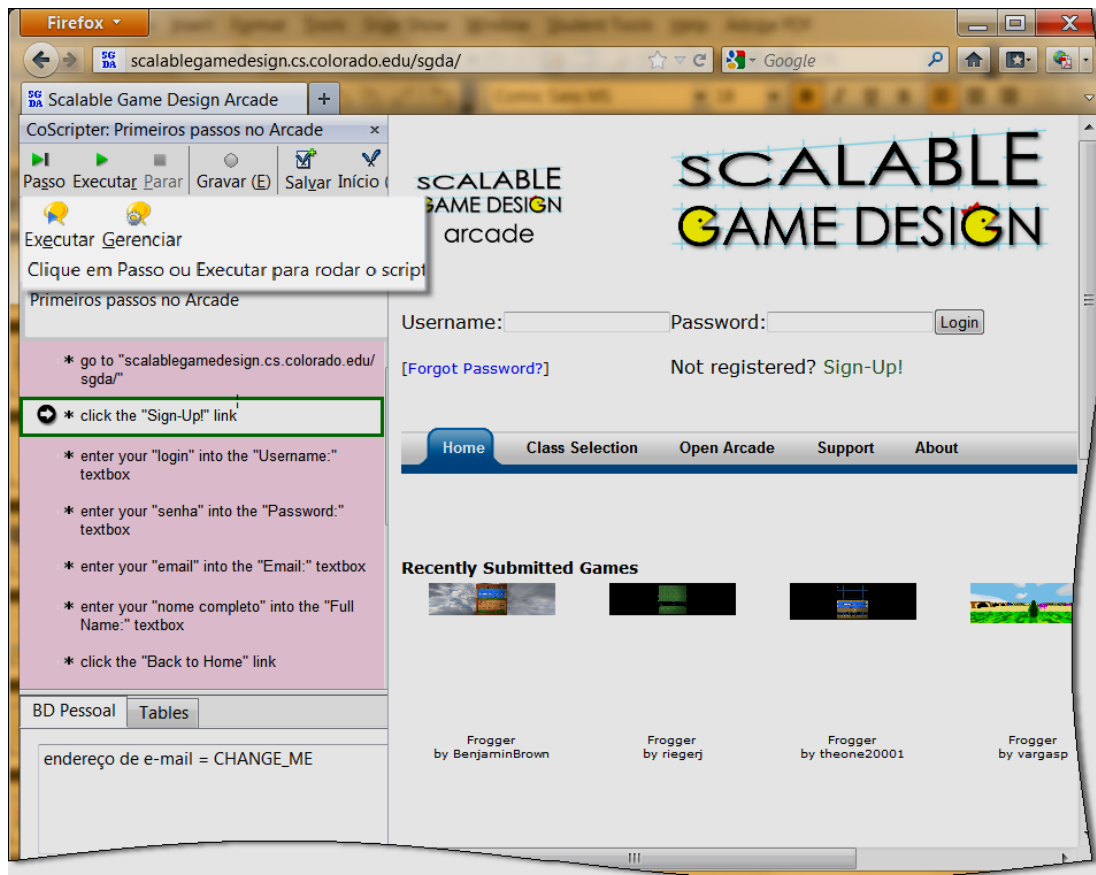 Firefox
scalablegamedesign.cs.colorado.edu/sgda/
Google
Scalable Game Design Arcade
+
CoScripter: Primeiros passos no Arcade
×
Passo Executar Parar Gravar (E) Salvar Início (
Executar Gerenciar
Clique em Passo ou Executar para rodar o script
Primeiros passos no Arcade
* go to "scalablegamedesign.cs.colorado.edu/
sgda/"
* click the "Sign-Up!" link
* enter your "login" into the "Username:"
textbox
* enter your "senha" into the "Password:"
textbox
* enter your "email" into the "Email:" textbox
* enter your "nome completo" into the "Full
Name:" textbox
* click the "Back to Home" link
BD Pessoal Tables
endereço de e-mail = CHANGE_ME
SCALABLE
GAME DESIGN
arcade
SCALABLE
GAME DESIGN
Username: Password: Login
[Forgot Password?] Not registered? Sign-Up!
Home Class Selection Open Arcade Support About
Recently Submitted Games
Frogger
by BenjaminBrown
Frogger
by riegerj
Frogger
by theone20001
Frogger
by vargasp